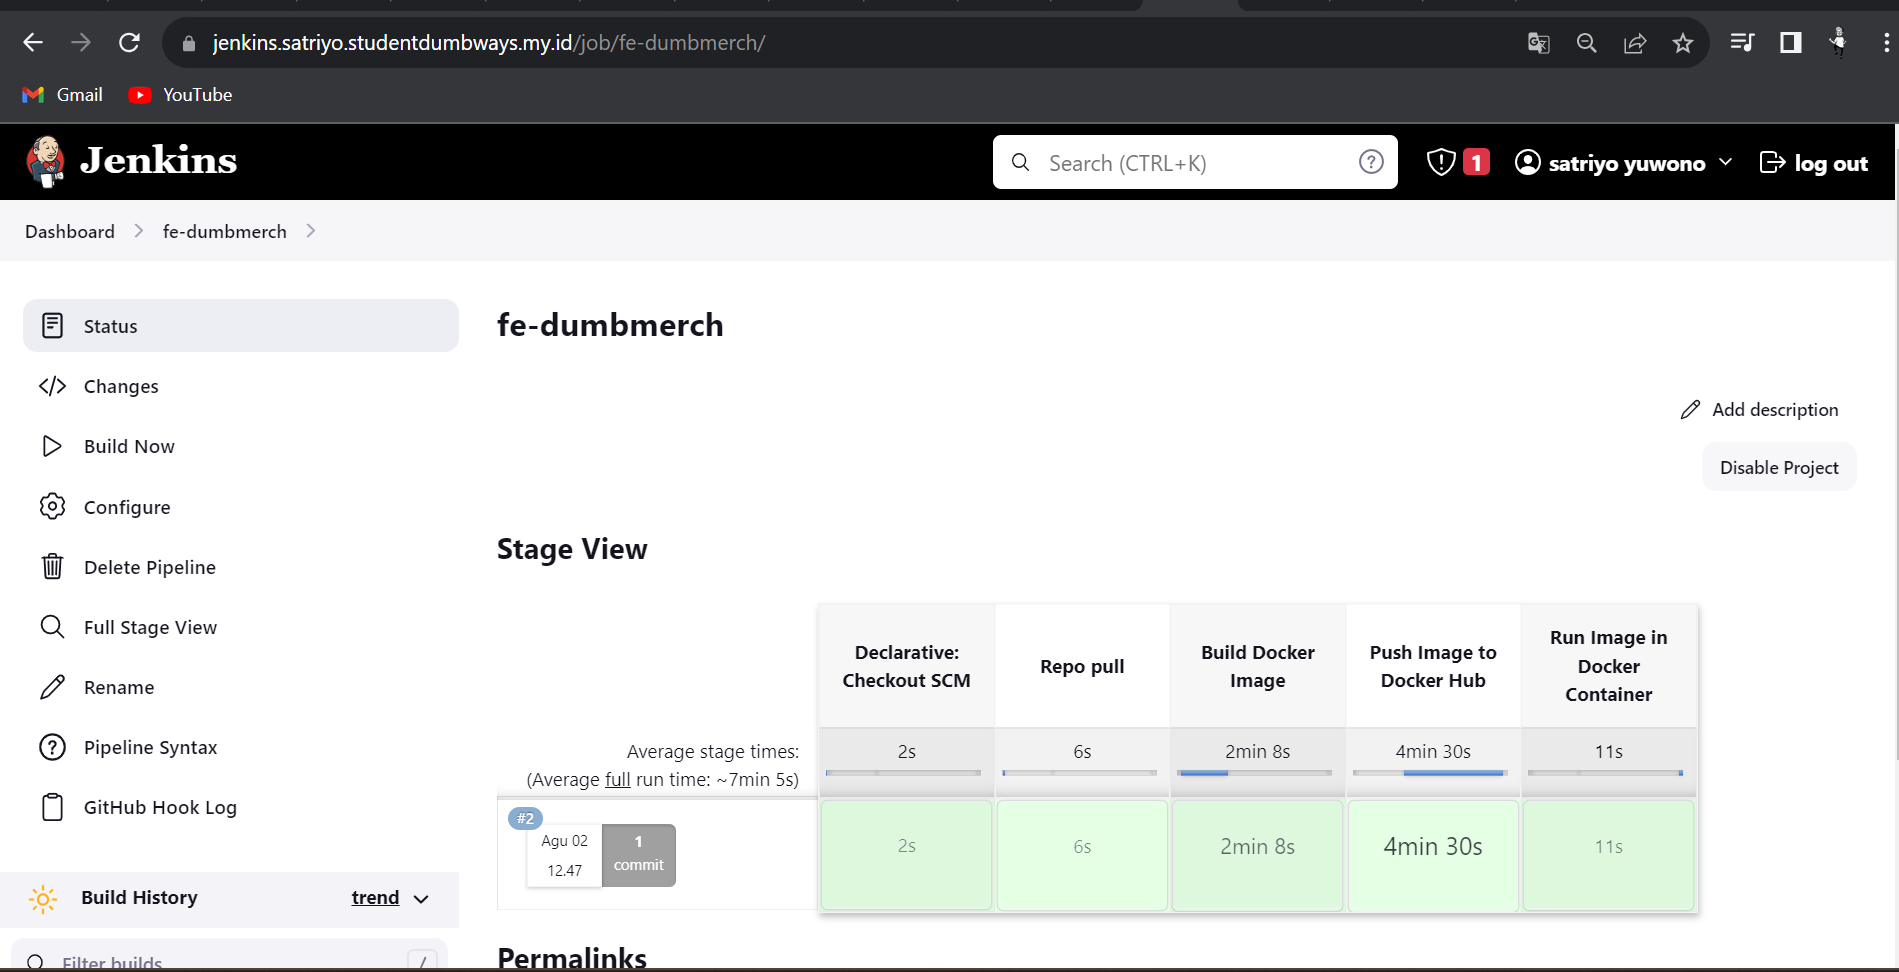 jenkins.satriyo.studentdumbways.my.id/job/fe-dumbmerch/
Gmail
YouTube
Jenkins
Search (CTRL+K)
?
1
satriyo yuwono
log out
Dashboard
fe-dumbmerch
Status
Changes
Build Now
Configure
Delete Pipeline
Full Stage View
Rename
Pipeline Syntax
GitHub Hook Log
Build History
trend
Filter builds
/
fe-dumbmerch
Add description
Disable Project
Stage View
Declarative:
Checkout SCM
Repo pull
Build Docker
Image
Push Image to
Docker Hub
Run Image in
Docker
Container
Average stage times:
(Average full run time: ~7min 5s)
2s
6s
2min 8s
4min 30s
11s
#2
Agu 02
12.47
1
commit
2s
6s
2min 8s
4min 30s
11s
Permalinks